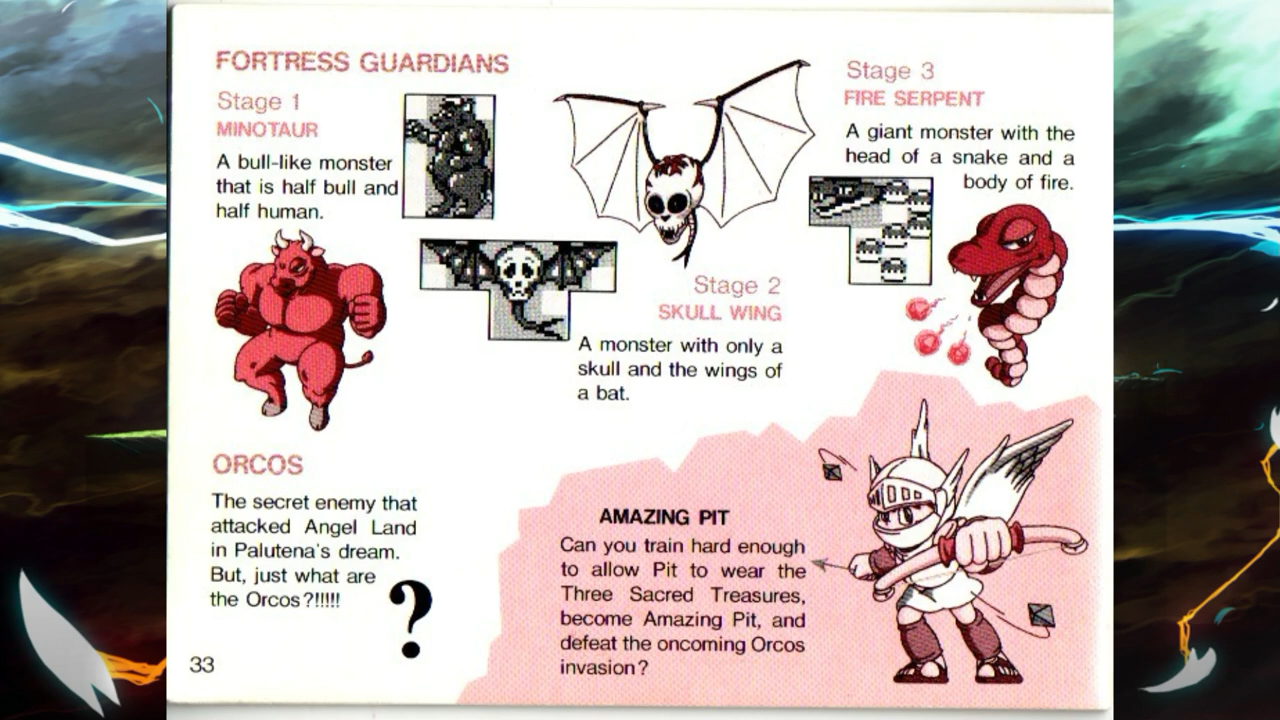 FORTRESS GUARDIANS
Stage 1
MINOTAUR
A bull-like monster
that is half bull and
half human.
Stage 2
SKULL WING
A monster with only a
skull and the wings of
a bat.
Stage 3
FIRE SERPENT
A giant monster with the
head of a snake and a
body of fire.
ORCOS
The secret enemy that
attacked Angel Land
in Palutena's dream.
But, just what are
the Orcos?!!!!!
?
AMAZING PIT
Can you train hard enough
to allow Pit to wear the
Three Sacred Treasures,
become Amazing Pit, and
defeat the oncoming Orcos
invasion?
33